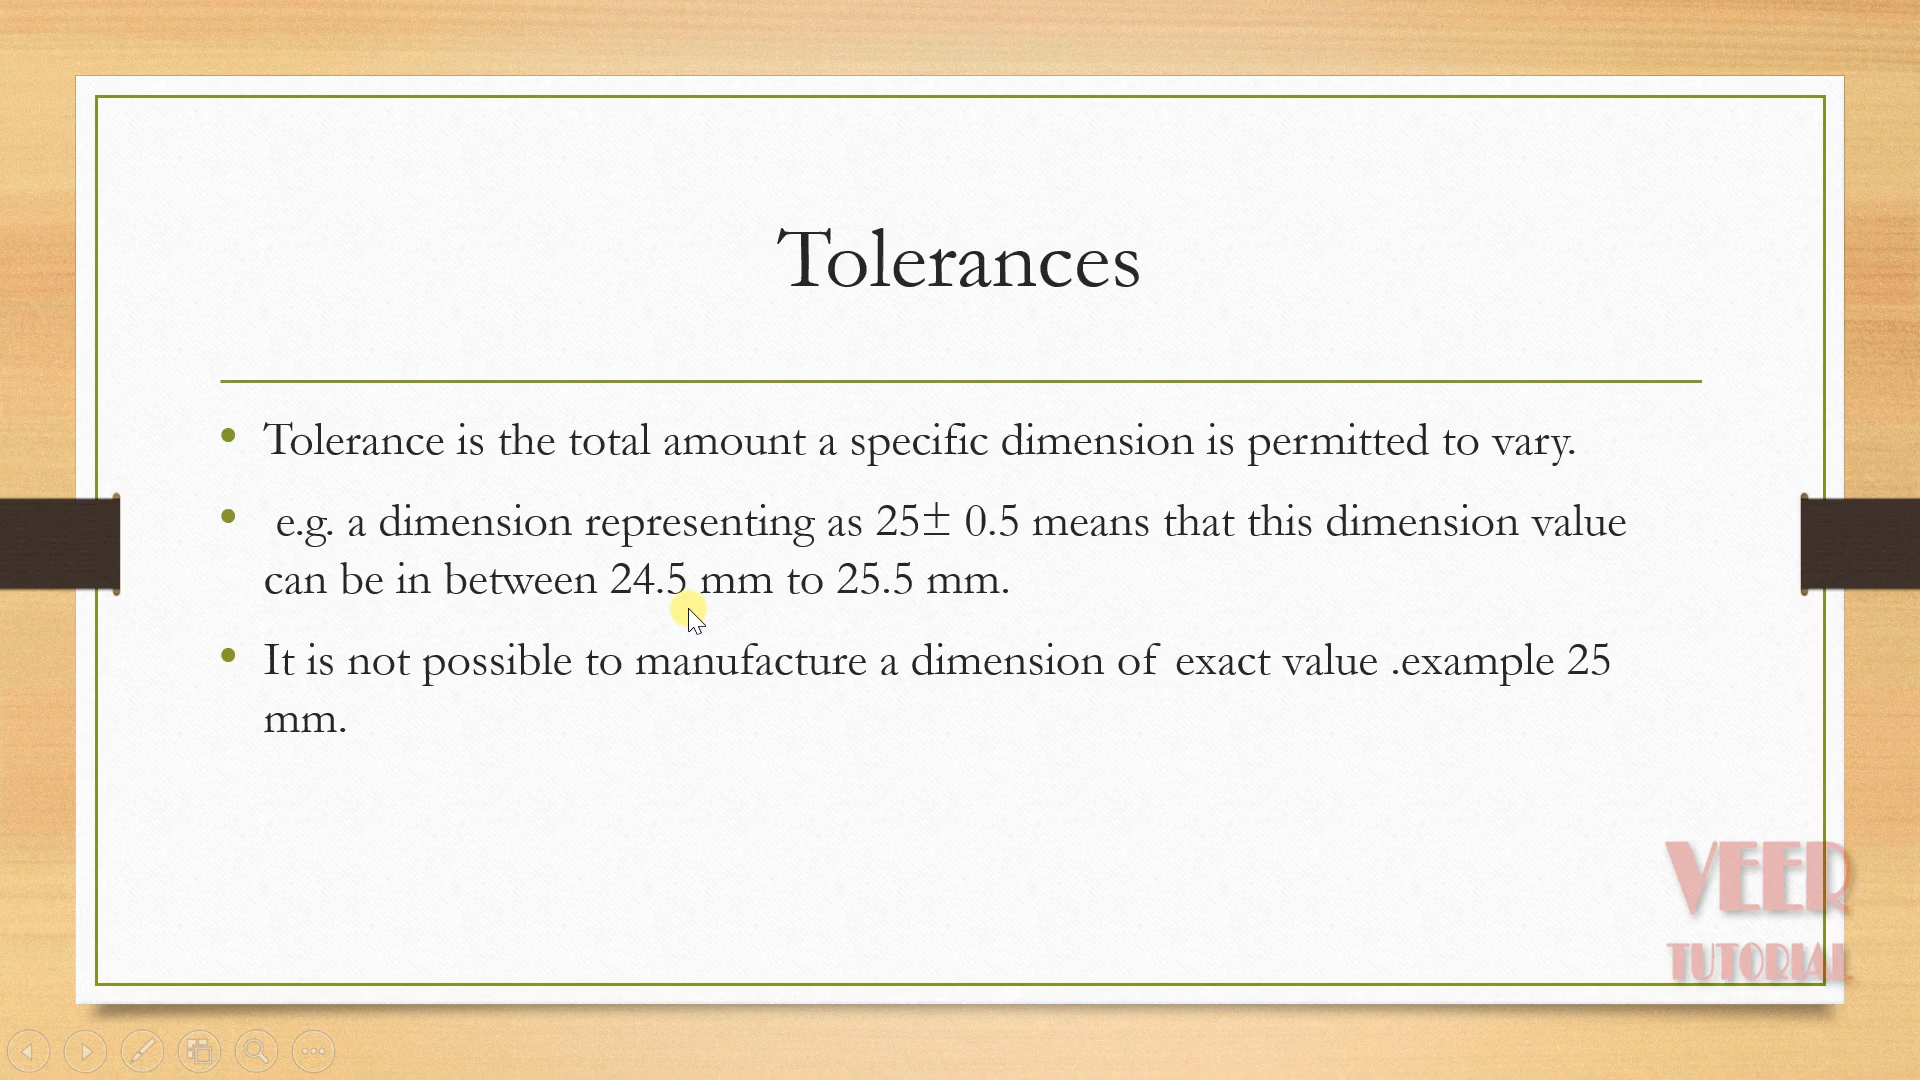 Tolerances
• Tolerance is the total amount a specific dimension is permitted to vary.
• e.g. a dimension representing as 25± 0.5 means that this dimension value
can be in between 24.5 mm to 25.5 mm.
• It is not possible to manufacture a dimension of exact value .example 25
mm.
VEER
TUTORIAL